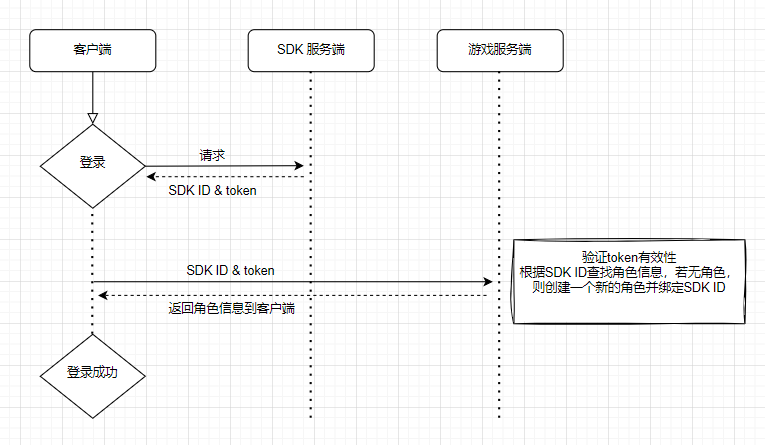 客户端
SDK 服务端
游戏服务端
登录
请求
SDK ID & token
SDK ID & token
返回角色信息到客户端
验证token有效性
根据SDK ID查找角色信息，若无角色，
则创建一个新的角色并绑定SDK ID
登录成功